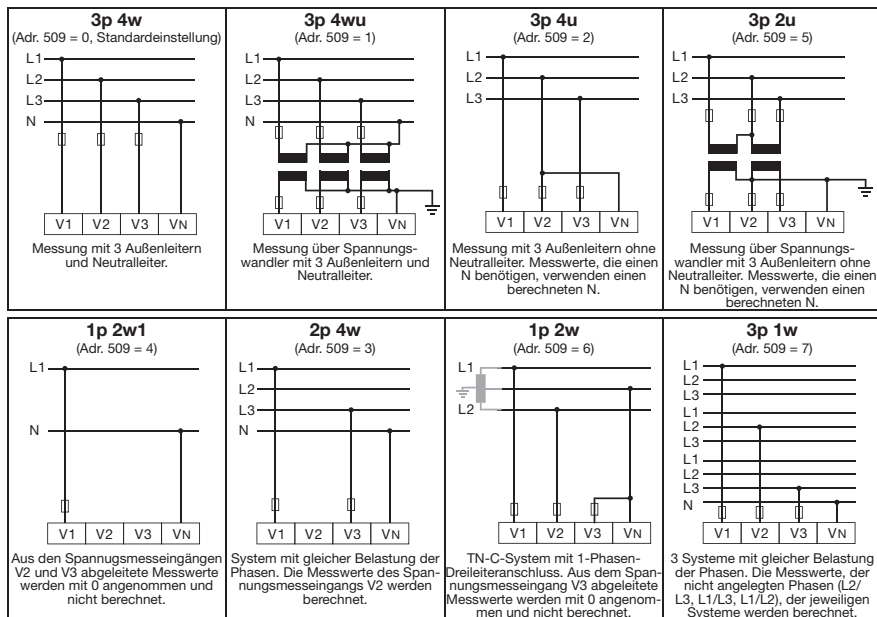 3p 4w
(Adr. 509 = 0, Standardeinstellung)
L1
L2
L3
N
V1 V2 V3 VN
Messung mit 3 Außenleitern
und Neutralleiter.
3p 4wu
(Adr. 509 = 1)
L1
L2
L3
N
V1 V2 V3 VN
Messung über Spannungs-
wandler mit 3 Außenleitern und
Neutralleiter.
3p 4u
(Adr. 509 = 2)
L1
L2
L3
V1 V2 V3 VN
Messung mit 3 Außenleitern ohne
Neutralleiter. Messwerte, die einen
N benötigen, verwenden einen
berechneten N.
3p 2u
(Adr. 509 = 5)
L1
L2
L3
V1 V2 V3 VN
Messung über Spannungs-
wandler mit 3 Außenleitern ohne
Neutralleiter. Messwerte, die einen
N benötigen, verwenden einen
berechneten N.
1p 2w1
(Adr. 509 = 4)
L1
N
V1 V2 V3 VN
Aus den Spannugsmesseingängen
V2 und V3 abgeleitete Messwerte
werden mit 0 angenommen und
nicht berechnet.
2p 4w
(Adr. 509 = 3)
L1
L2
L3
N
V1 V2 V3 VN
System mit gleicher Belastung der
Phasen. Die Messwerte des Span-
nungsmesseingangs V2 werden
berechnet.
1p 2w
(Adr. 509 = 6)
L1
L2
V1 V2 V3 VN
TN-C-System mit 1-Phasen-
Dreileiteranschluss. Aus dem Span-
nungsmesseingang V3 abgeleitete
Messwerte werden mit 0 angenom-
men und nicht berechnet.
3p 1w
(Adr. 509 = 7)
L1
L2
L3
L1
L2
L3
L1
L2
L3
N
V1 V2 V3 VN
3 Systeme mit gleicher Belastung
der Phasen. Die Messwerte, der
nicht angelegten Phasen (L2/
L3, L1/L3, L1/L2), der jeweiligen
Systeme werden berechnet.